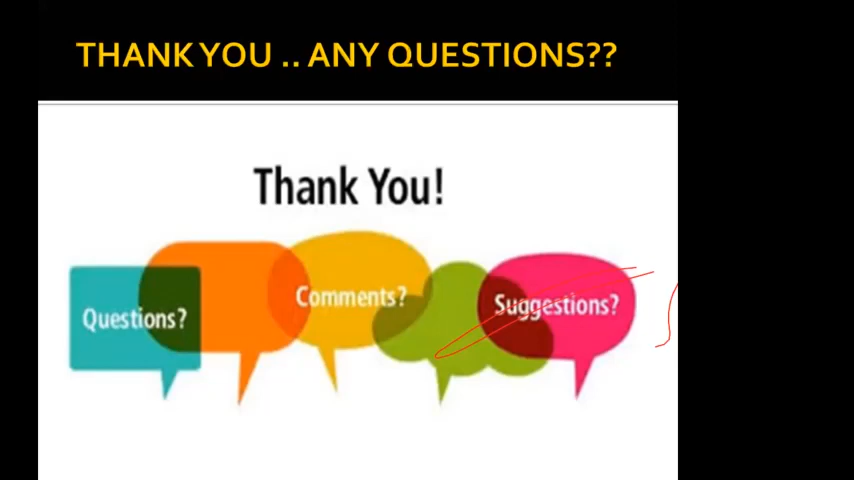 THANK YOU .. ANY QUESTIONS??
Thank You!
Questions?
Comments?
Suggestions?